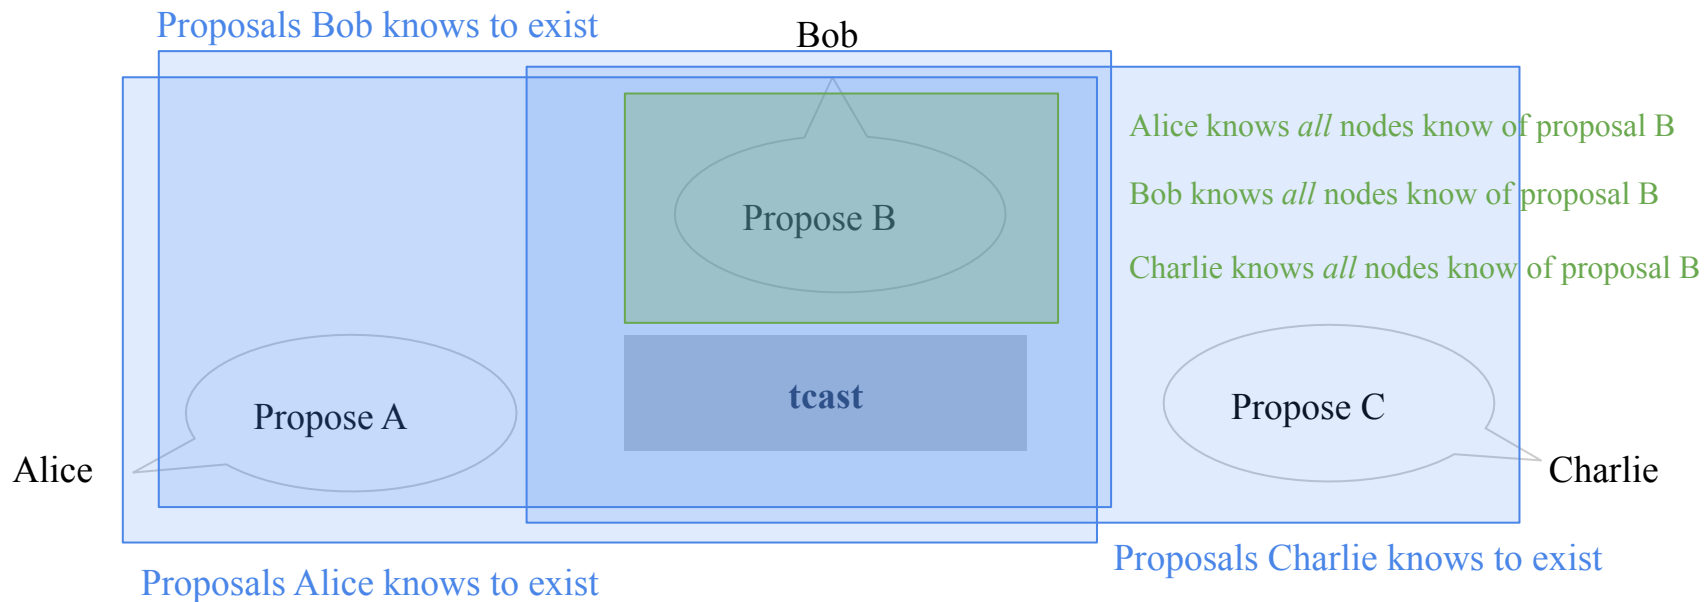 Proposals Bob knows to exist
Bob
Alice knows all nodes know of proposal B
Bob knows all nodes know of proposal B
Propose B
Charlie knows all nodes know of proposal B
tcast
Propose A
Propose C
Alice
Charlie
Proposals Charlie knows to exist
Proposals Alice knows to exist